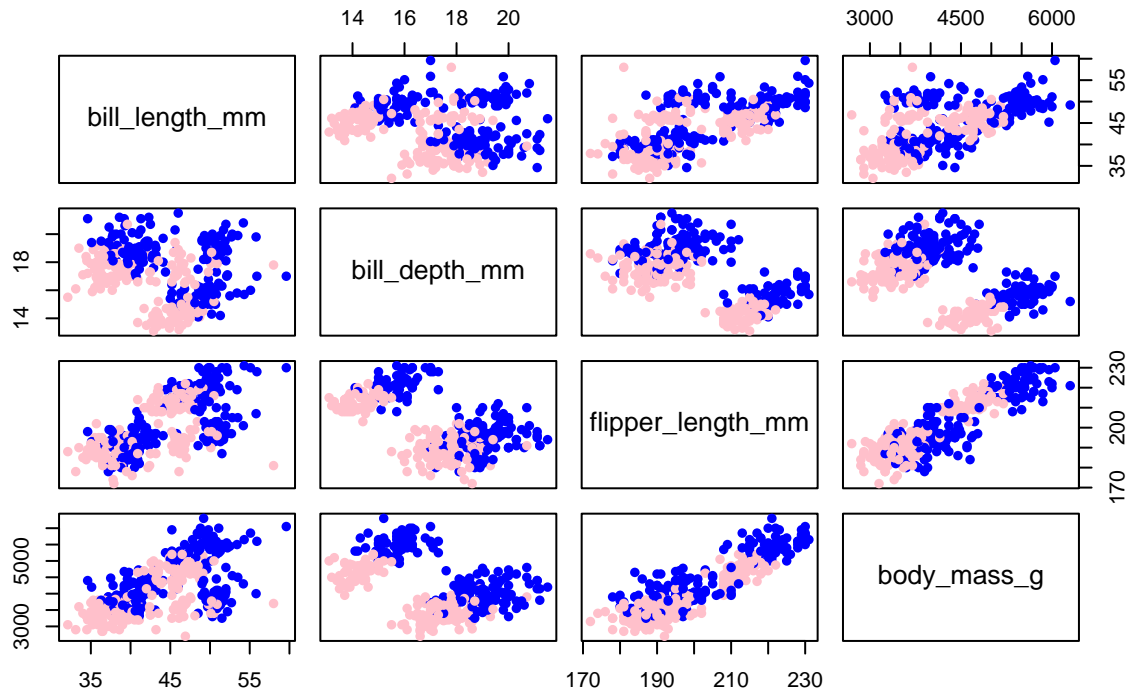 14 16 18 20 3000 4500 6000
bill_length_mm
35 45 55
14 18
bill_depth_mm
flipper_length_mm
170 200 230
3000 5000
body_mass_g
35 45 55 170 190 210 230